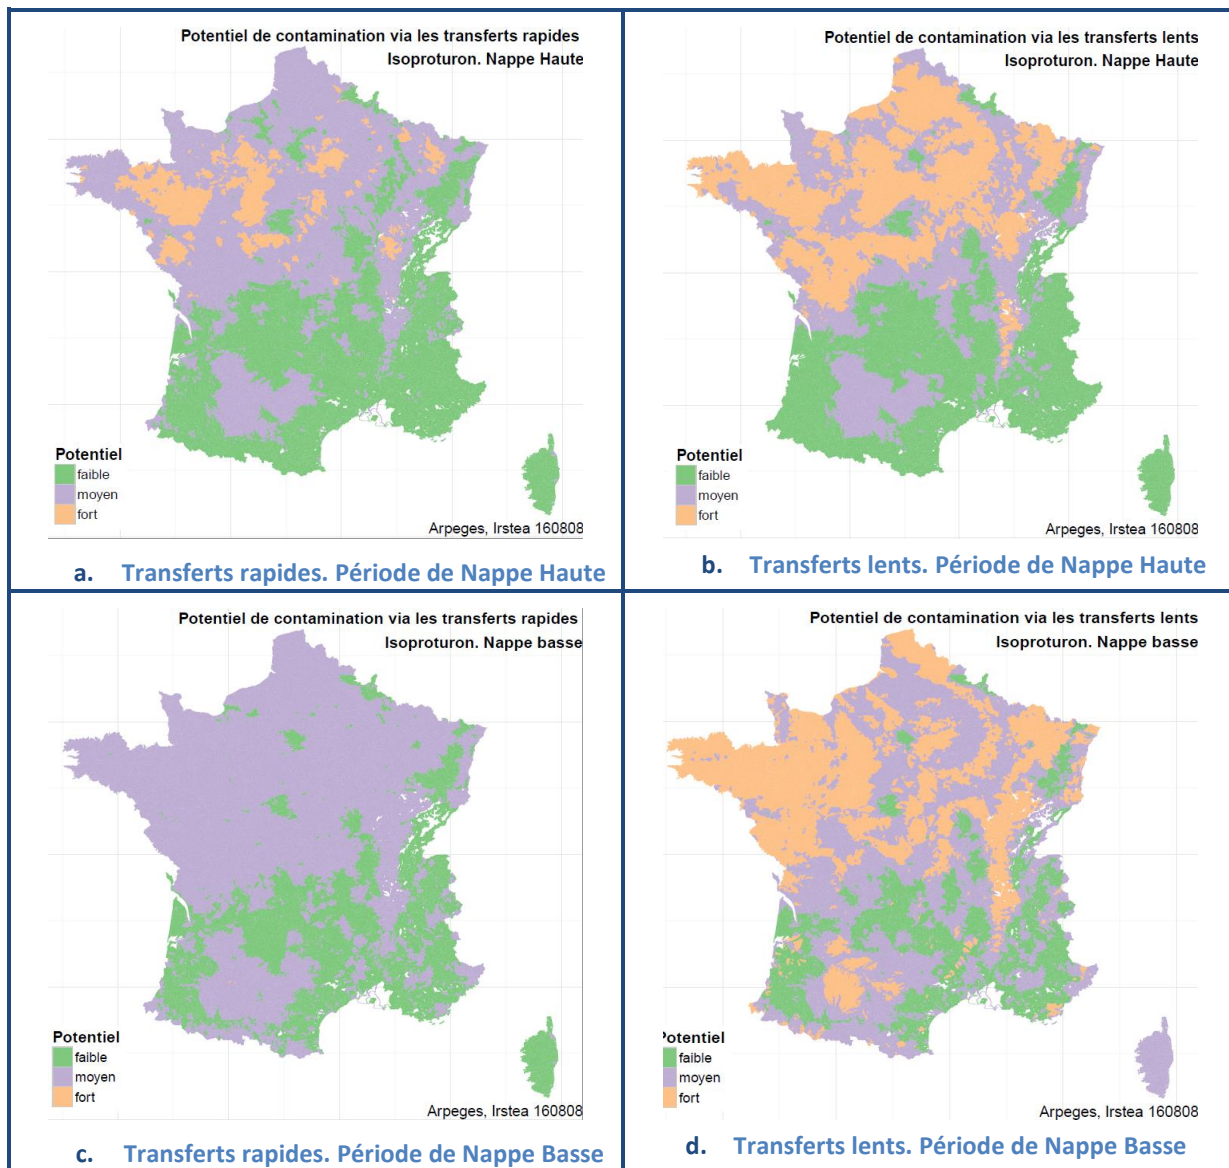 Potentiel de contamination via les transferts rapides
Isoproturon. Nappe Haute
Potentiel
faible
moyen
fort
Arpeges, Irstea 160808
a. Transferts rapides. Période de Nappe Haute
Potentiel de contamination via les transferts lents
Isoproturon. Nappe Haute
Potentiel
faible
moyen
fort
Arpeges, Irstea 160808
b. Transferts lents. Période de Nappe Haute
Potentiel de contamination via les transferts rapides
Isoproturon. Nappe basse
Potentiel
faible
moyen
fort
Arpeges, Irstea 160808
c. Transferts rapides. Période de Nappe Basse
Potentiel de contamination via les transferts lents
Isoproturon. Nappe basse
Potentiel
faible
moyen
fort
Arpeges, Irstea 160808
d. Transferts lents. Période de Nappe Basse